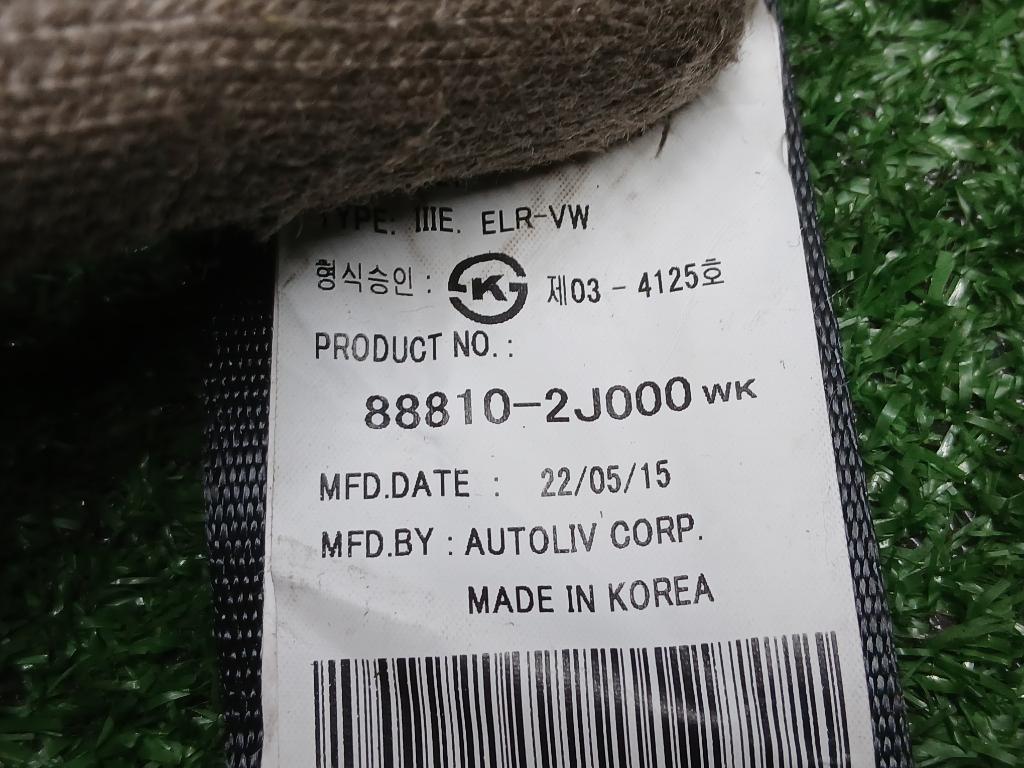 TYPE: IIIE. ELR-VW
형식승인 : K 제03 - 4125호
PRODUCT NO. :
88810-2J000 WK
MFD.DATE : 22/05/15
MFD.BY : AUTOLIV CORP.
MADE IN KOREA